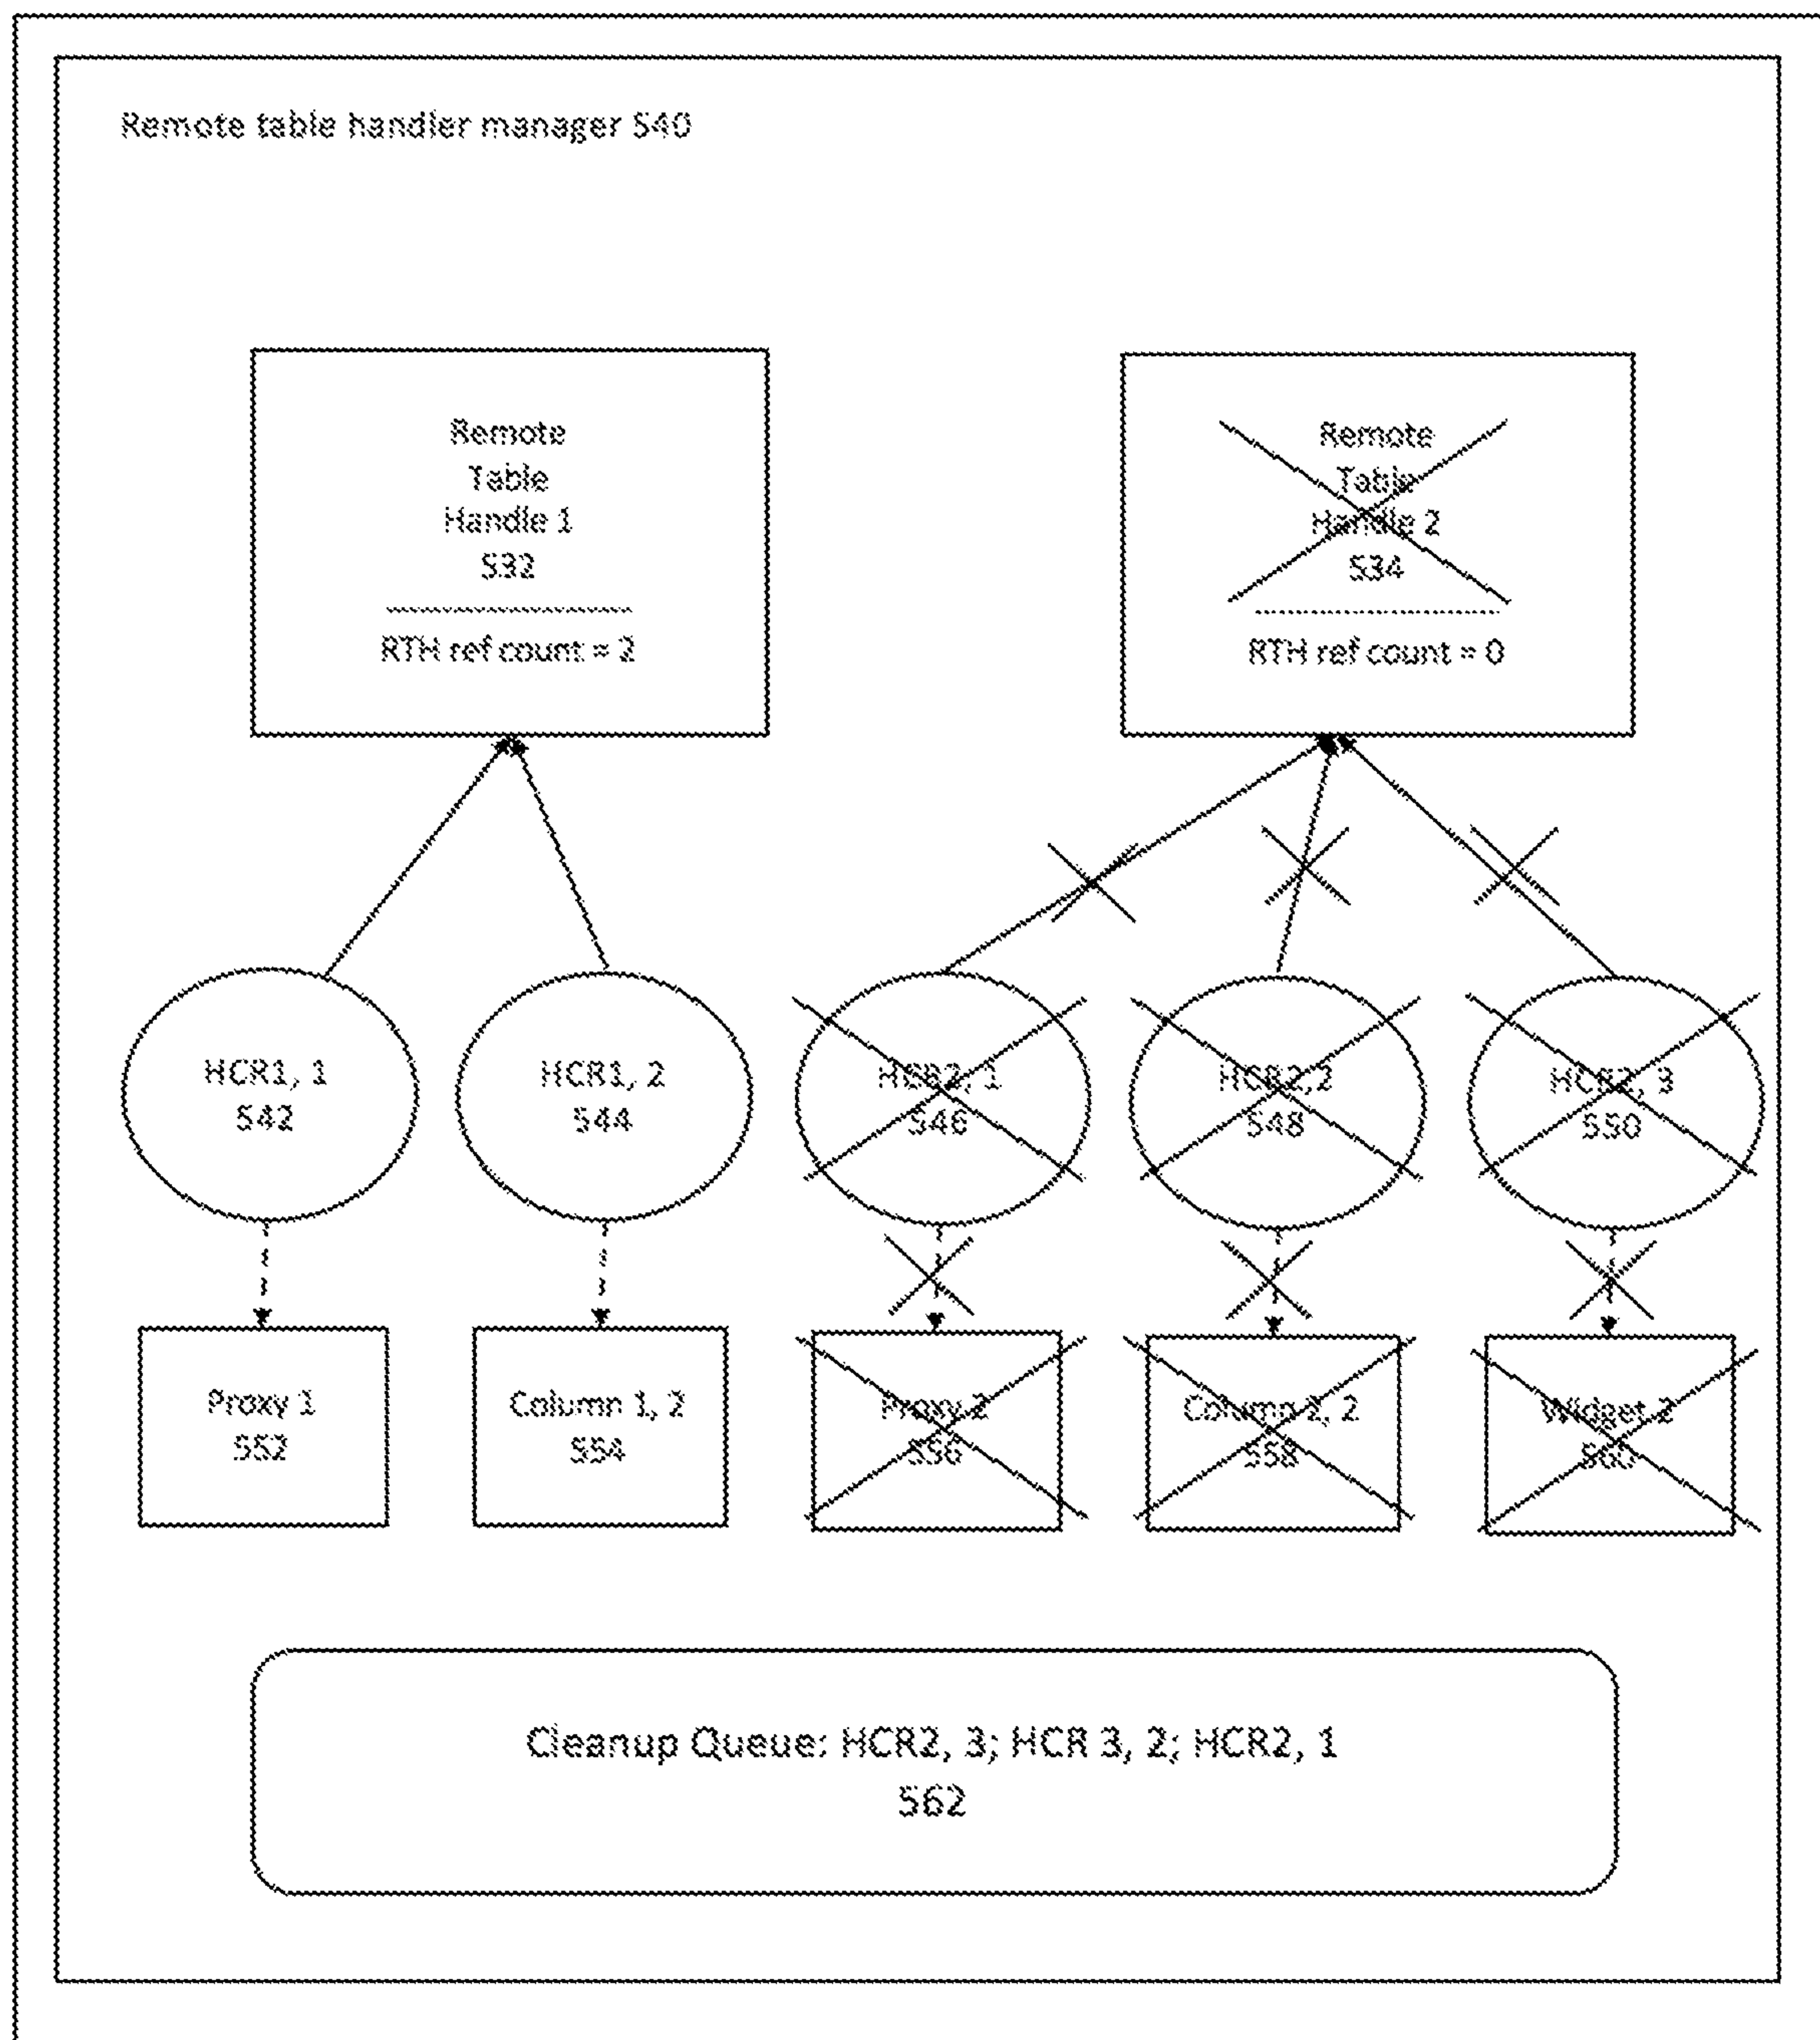 Remote table handler manager 540
Remote
Table
Handle 1
532
RTH ref count = 2
Remote
Table
Handle 2
534
RTH ref count = 0
HCR1, 1
542
HCR1, 2
544
HCR2, 1
546
HCR2,2
548
HCR2, 3
550
Proxy 1
552
Column 1, 2
554
Proxy 2
556
Column 2, 2
558
Widget 2
560
Cleanup Queue: HCR2, 3; HCR 3, 2; HCR2, 1
562